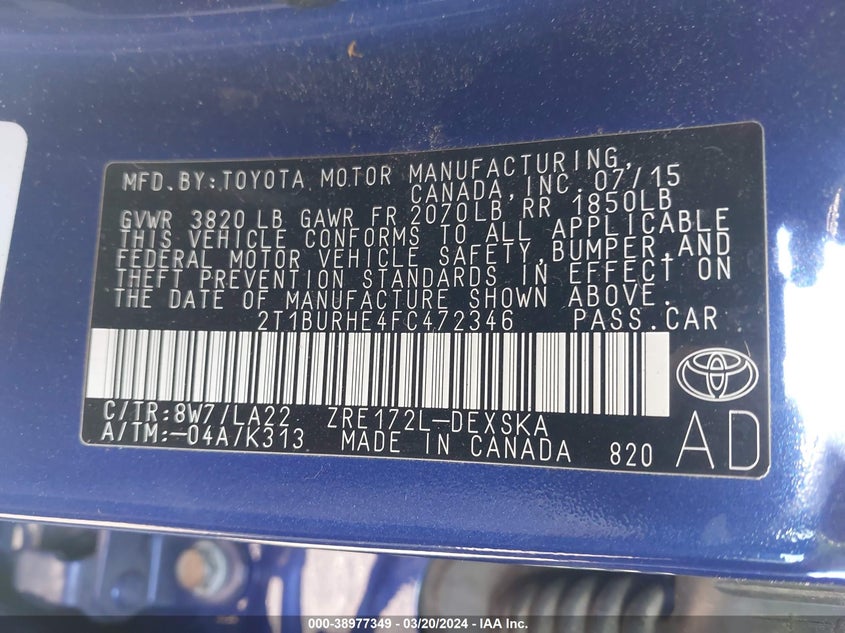 MFD.BY:TOYOTA MOTOR MANUFACTURING,
CANADA,INC.07/15
GVWR 3820 LB GAWR FR 2070LB RR 1850LB
THIS VEHICLE CONFORMS TO ALL APPLICABLE
FEDERAL MOTOR VEHICLE SAFETY,BUMPER,AND
THEFT PREVENTION STANDARDS IN EFFECT ON
THE DATE OF MANUFACTURE SHOWN ABOVE.
2T1BURHE4FC472346 PASS.CAR
C/TR:8W7/LA22 ZRE172L-DEXSKA
A/TM:-04A/K313 MADE IN CANADA 820
AD
000-38977349 - 03/20/2024 - IAA Inc.